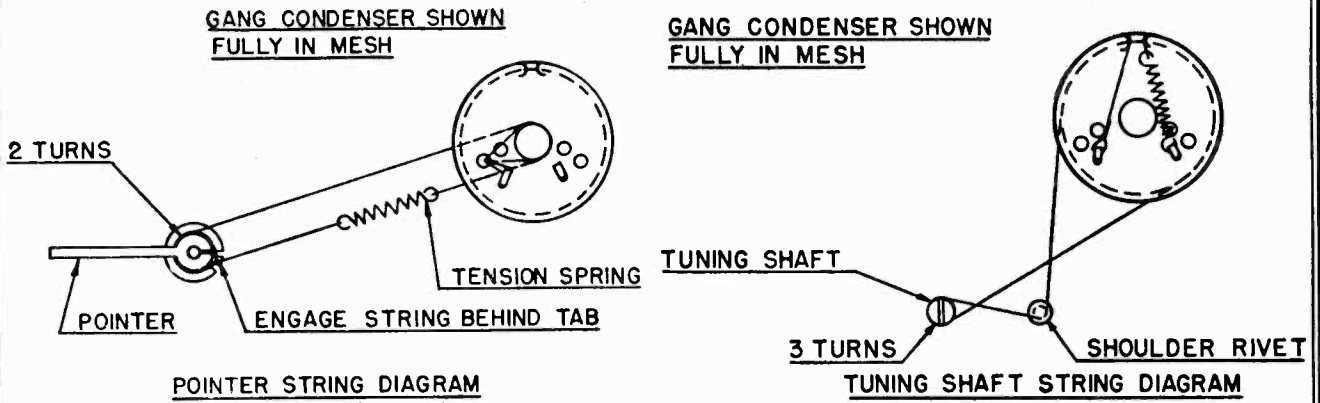 GANG CONDENSER SHOWN
FULLY IN MESH
2 TURNS
TENSION SPRING
POINTER
ENGAGE STRING BEHIND TAB
POINTER STRING DIAGRAM
GANG CONDENSER SHOWN
FULLY IN MESH
TUNING SHAFT
3 TURNS
SHOULDER RIVET
TUNING SHAFT STRING DIAGRAM